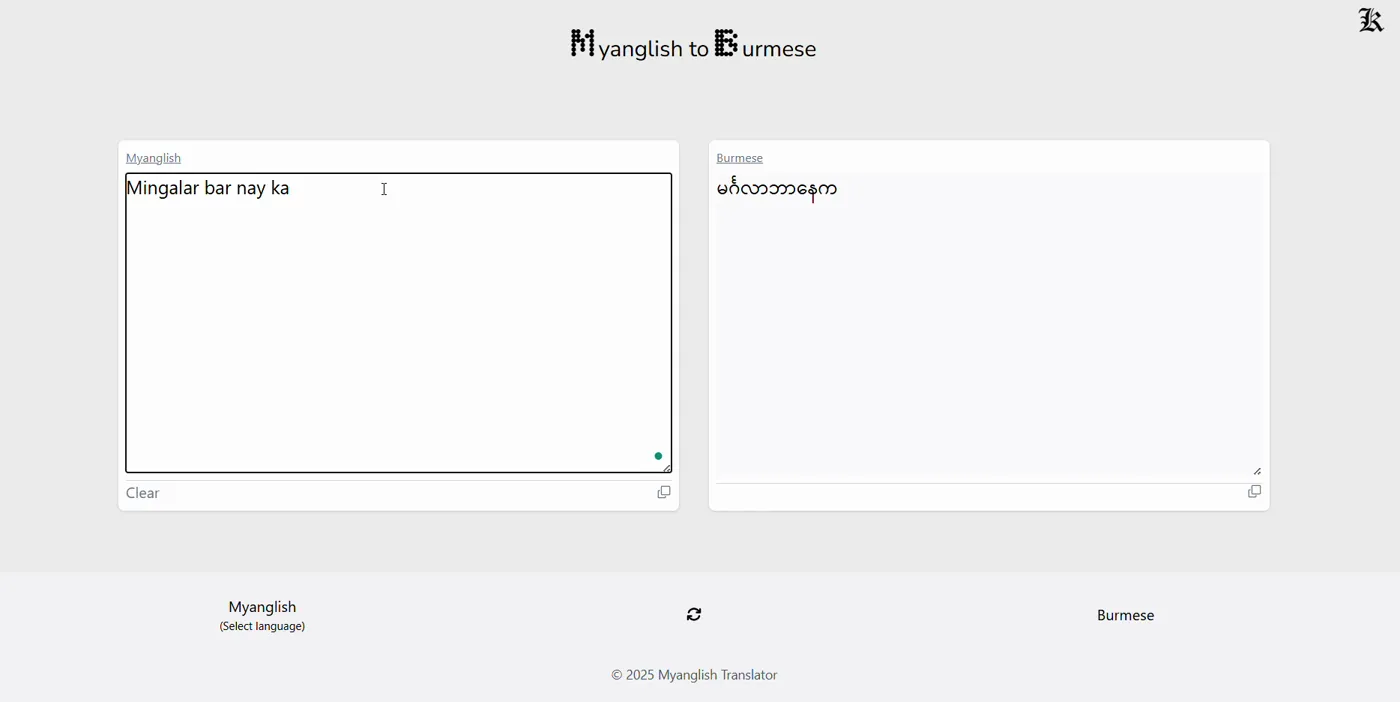 K
Myanglish to Burmese
Myanglish
Mingalar bar nay ka
Clear
Burmese
မင်္ဂလာဘာနေက
Myanglish
(Select language)
Burmese
© 2025 Myanglish Translator